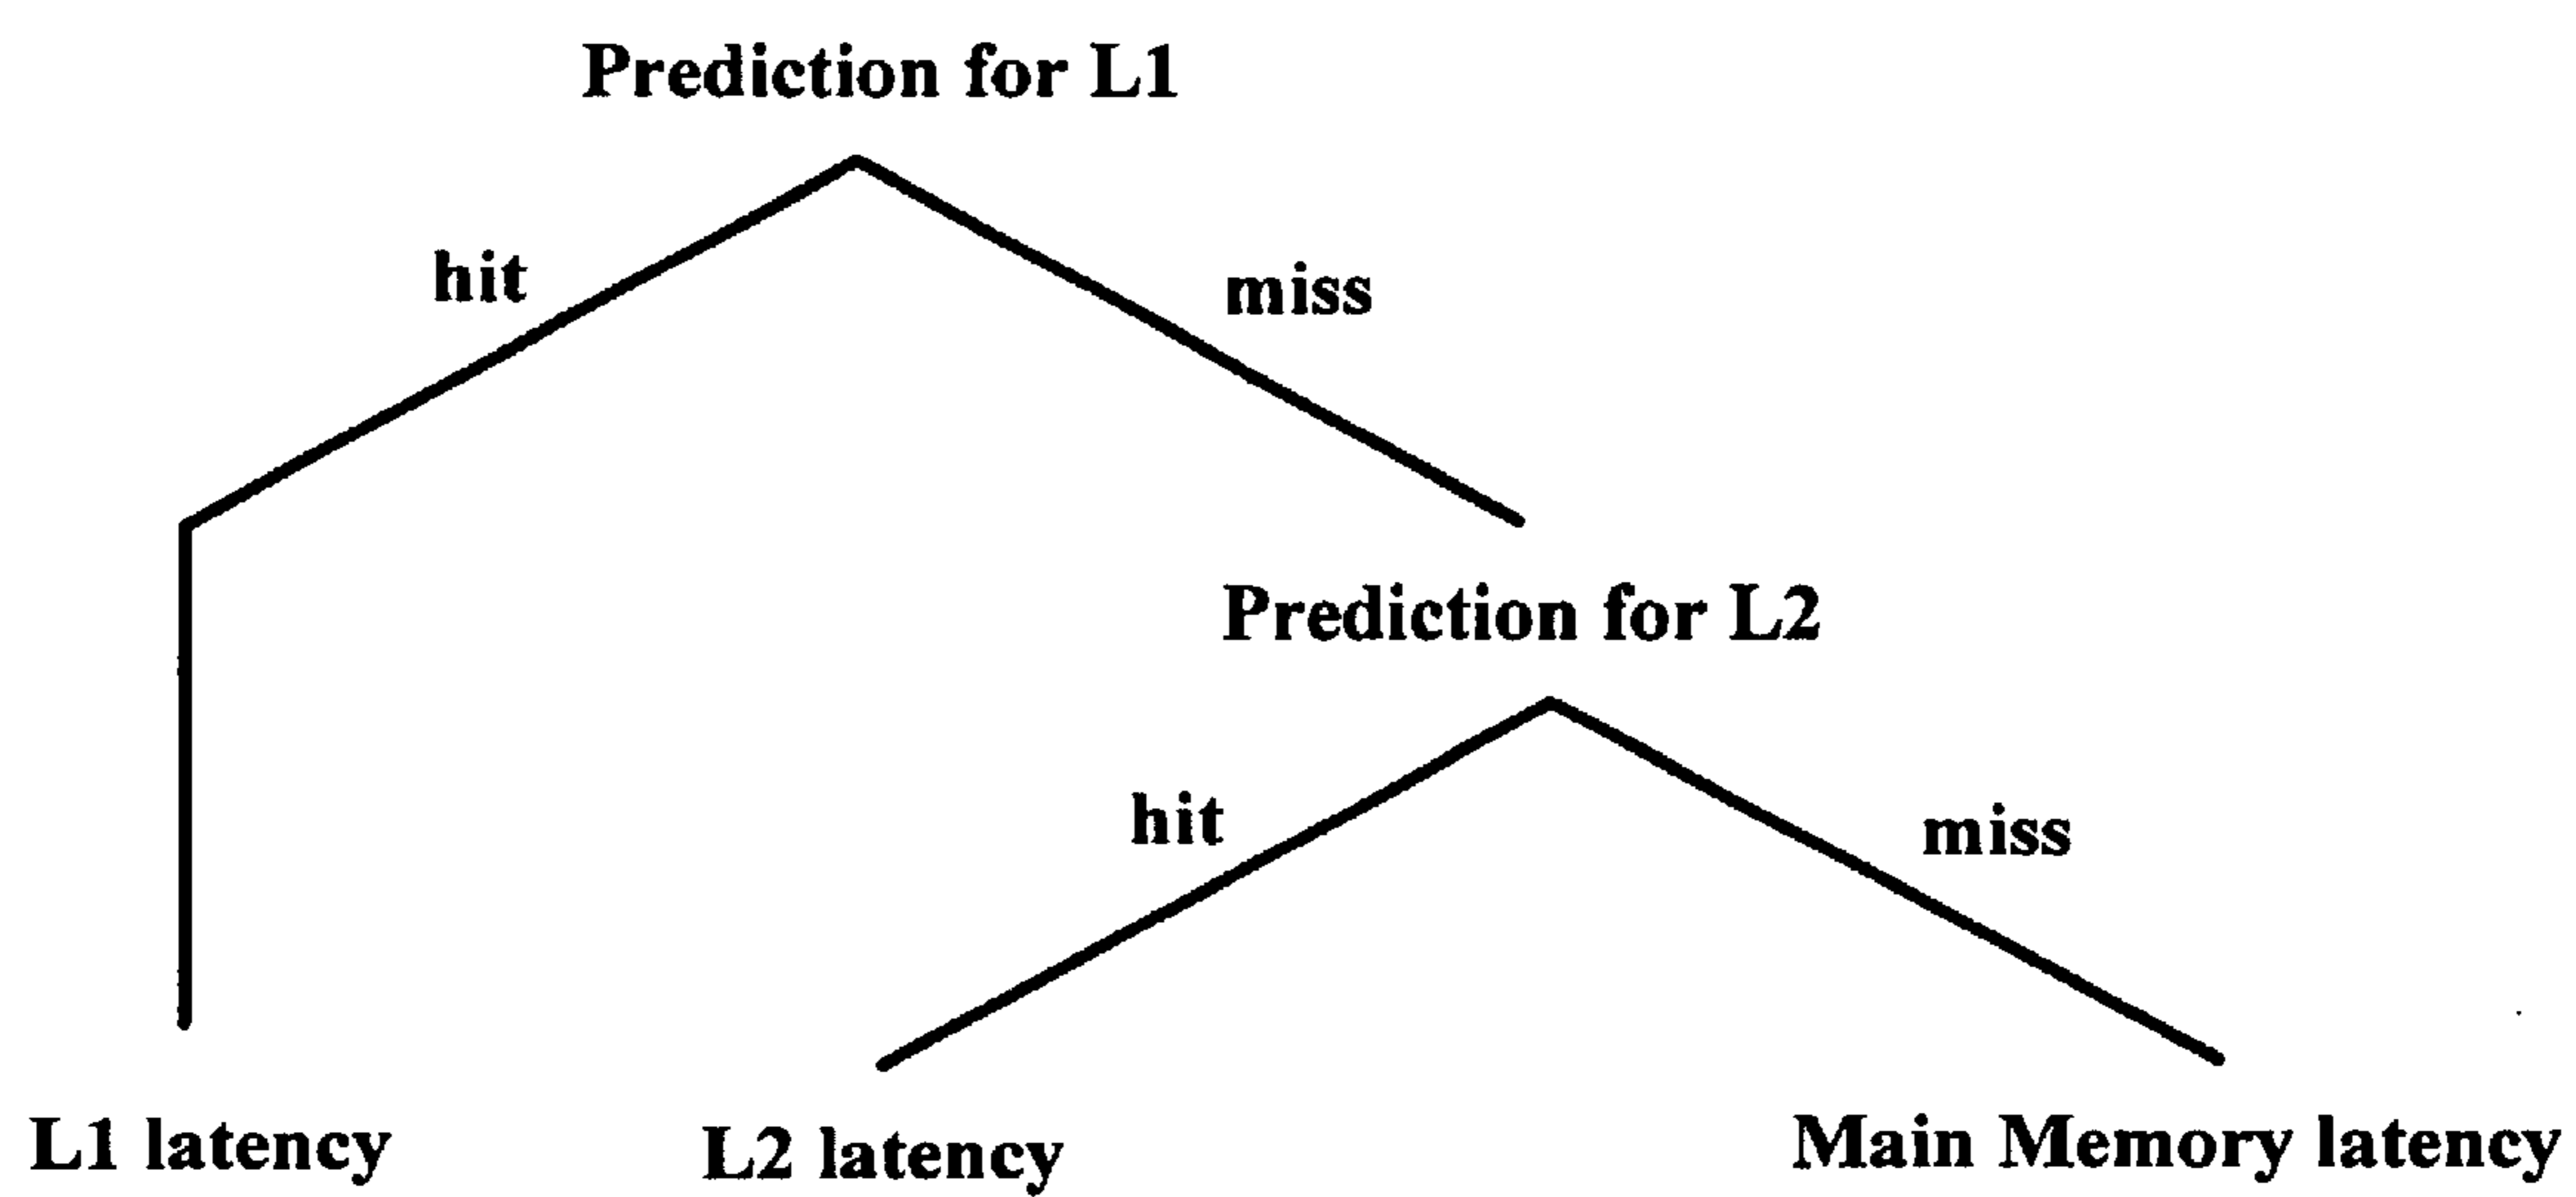 Prediction for L1
hit
miss
Prediction for L2
hit
miss
L1 latency
L2 latency
Main Memory latency